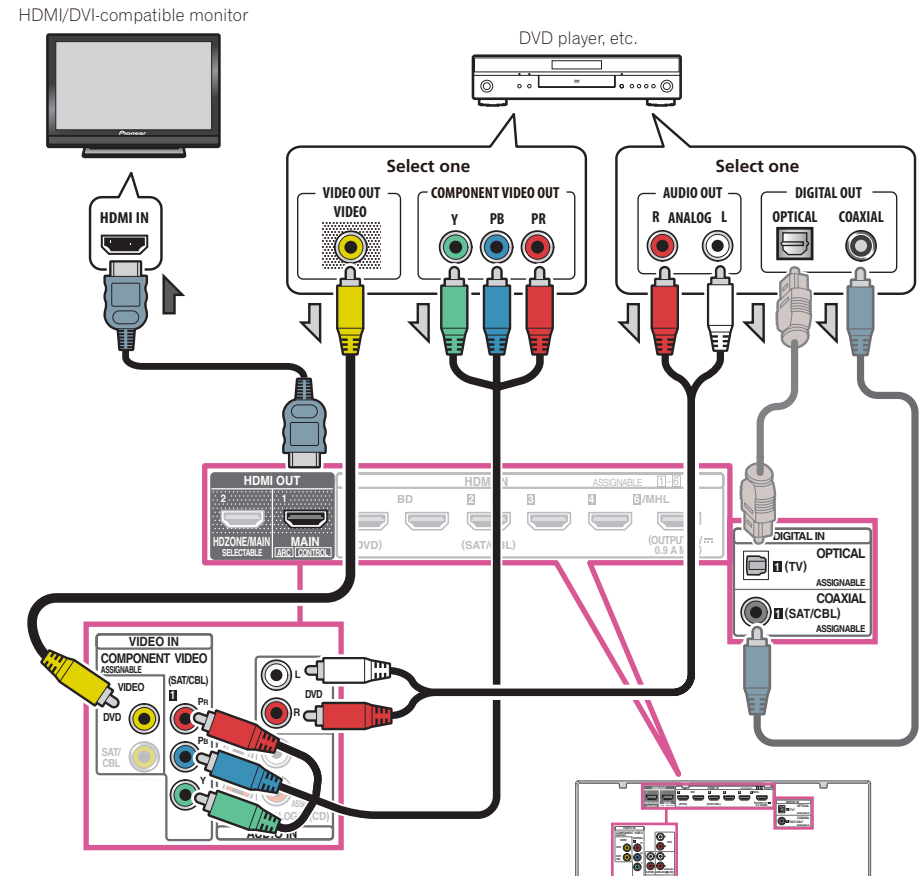 HDMI/DVI-compatible monitor
DVD player, etc.
Pioneer
Select one
Select one
VIDEO OUT
COMPONENT VIDEO OUT
AUDIO OUT
DIGITAL OUT
HDMI IN
VIDEO
Y PB PR
R ANALOG L
OPTICAL COAXIAL
HDMI OUT
HDMI IN
ASSIGNABLE 1-6
2 1
BD 2 3 4 6/MHL
HDZONE/MAIN
SELECTABLE
MAIN
ARC CONTROL
(SAT/CBL)
(OUTPUT
0.9 A
DIGITAL IN
OPTICAL
1 (TV)
ASSIGNABLE
COAXIAL
1 (SAT/CBL)
ASSIGNABLE
VIDEO IN
COMPONENT VIDEO
ASSIGNABLE
VIDEO
(SAT/CBL)
1
PR
DVD
PB
SAT/
CBL
Y
L
DVD
R
(CD)
AUDIO IN